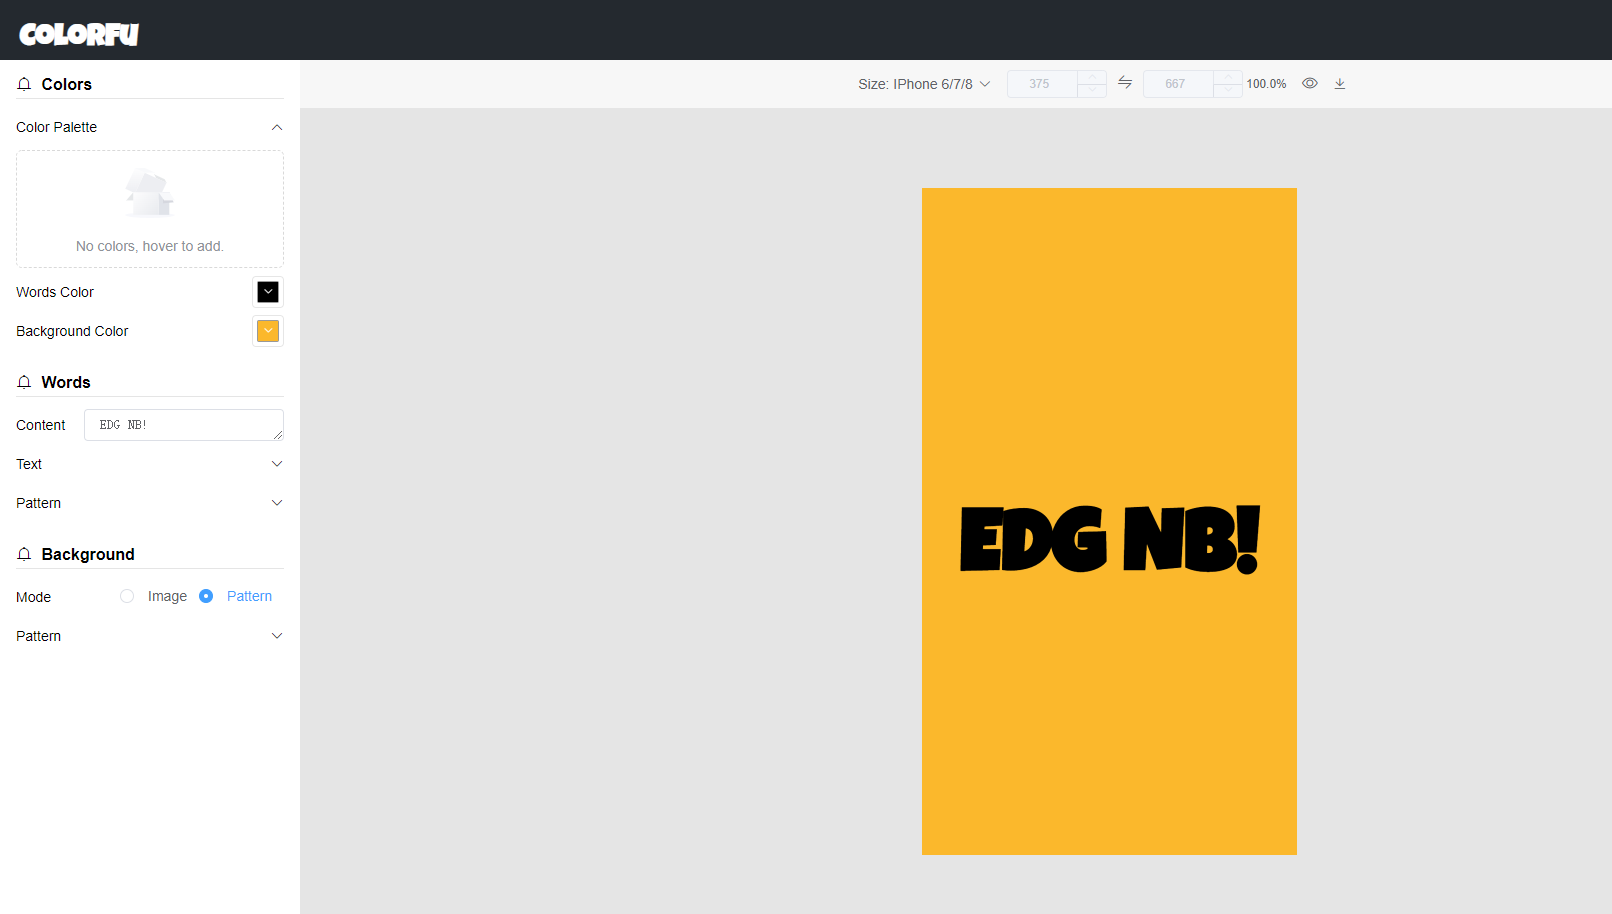 COLORFU
Colors
Color Palette
No colors, hover to add.
Words Color
Background Color
Words
Content
EDG NB!
Text
Pattern
Background
Mode
Image
Pattern
Pattern
Size: IPhone 6/7/8
375
667
100.0%
EDG NB!